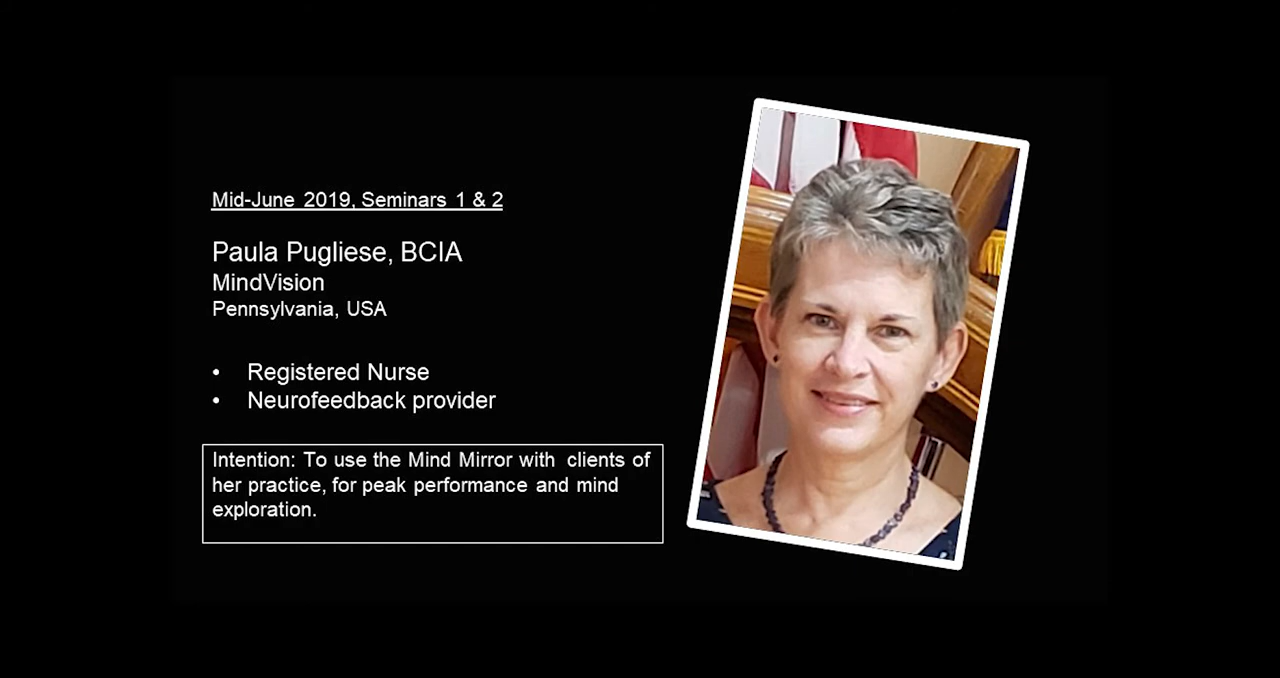 Mid-June 2019, Seminars 1 & 2
Paula Pugliese, BCIA
MindVision
Pennsylvania, USA
• Registered Nurse
• Neurofeedback provider
Intention: To use the Mind Mirror with clients of
her practice, for peak performance and mind
exploration.